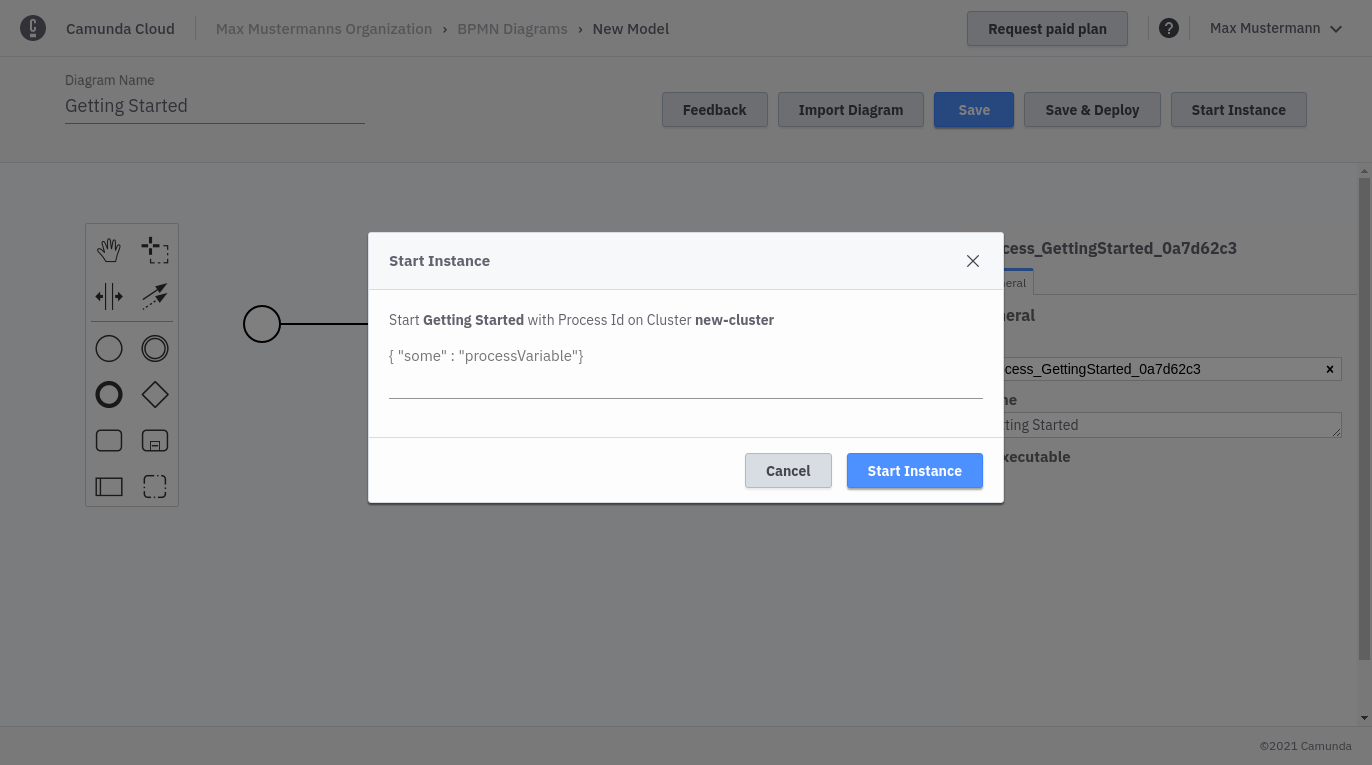 Camunda Cloud
Max Mustermanns Organization › BPMN Diagrams › New Model
Request paid plan
?
Max Mustermann
Diagram Name
Getting Started
Feedback
Import Diagram
Save
Save & Deploy
Start Instance
Start Instance
Start Getting Started with Process Id on Cluster new-cluster
{ "some" : "processVariable"}
Cancel
Start Instance
cess_GettingStarted_0a7d62c3
eral
neral
cess_GettingStarted_0a7d62c3
ne
ting Started
xecutable
©2021 Camunda